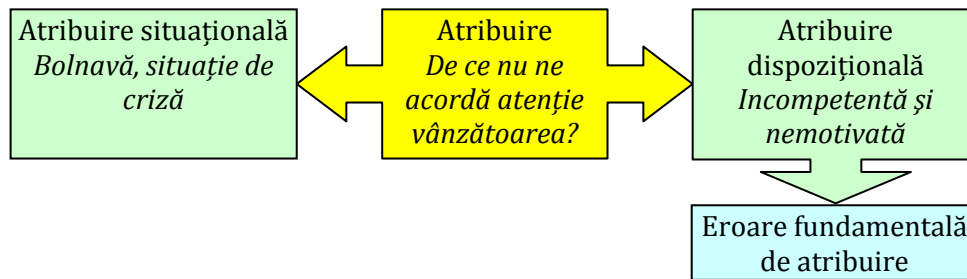 Atribuire situațională
Bolnavă, situație de
criză
Atribuire
De ce nu ne
acordă atenție
vânzătoarea?
Atribuire
dispozițională
Incompetentă şi
nemotivată
Eroare fundamentală
de atribuire